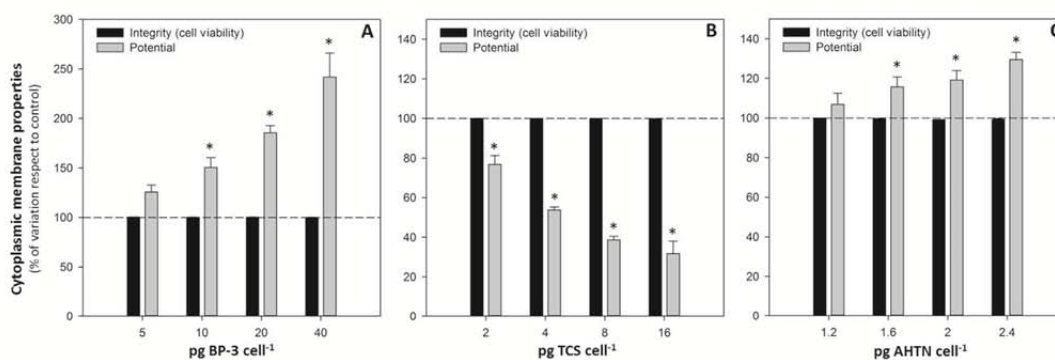 Cytoplasmic membrane properties
(% of variation respect to control)
300
250
200
150
100
50
0
Integrity (cell viability)
Potential
A
*
*
*
5 10 20 40
pg BP-3 cell⁻¹
140
120
100
80
60
40
20
0
Integrity (cell viability)
Potential
B
*
*
*
*
2 4 8 16
pg TCS cell⁻¹
140
120
100
80
60
40
20
0
Integrity (cell viability)
Potential
C
*
*
*
1.2 1.6 2 2.4
pg AHTN cell⁻¹